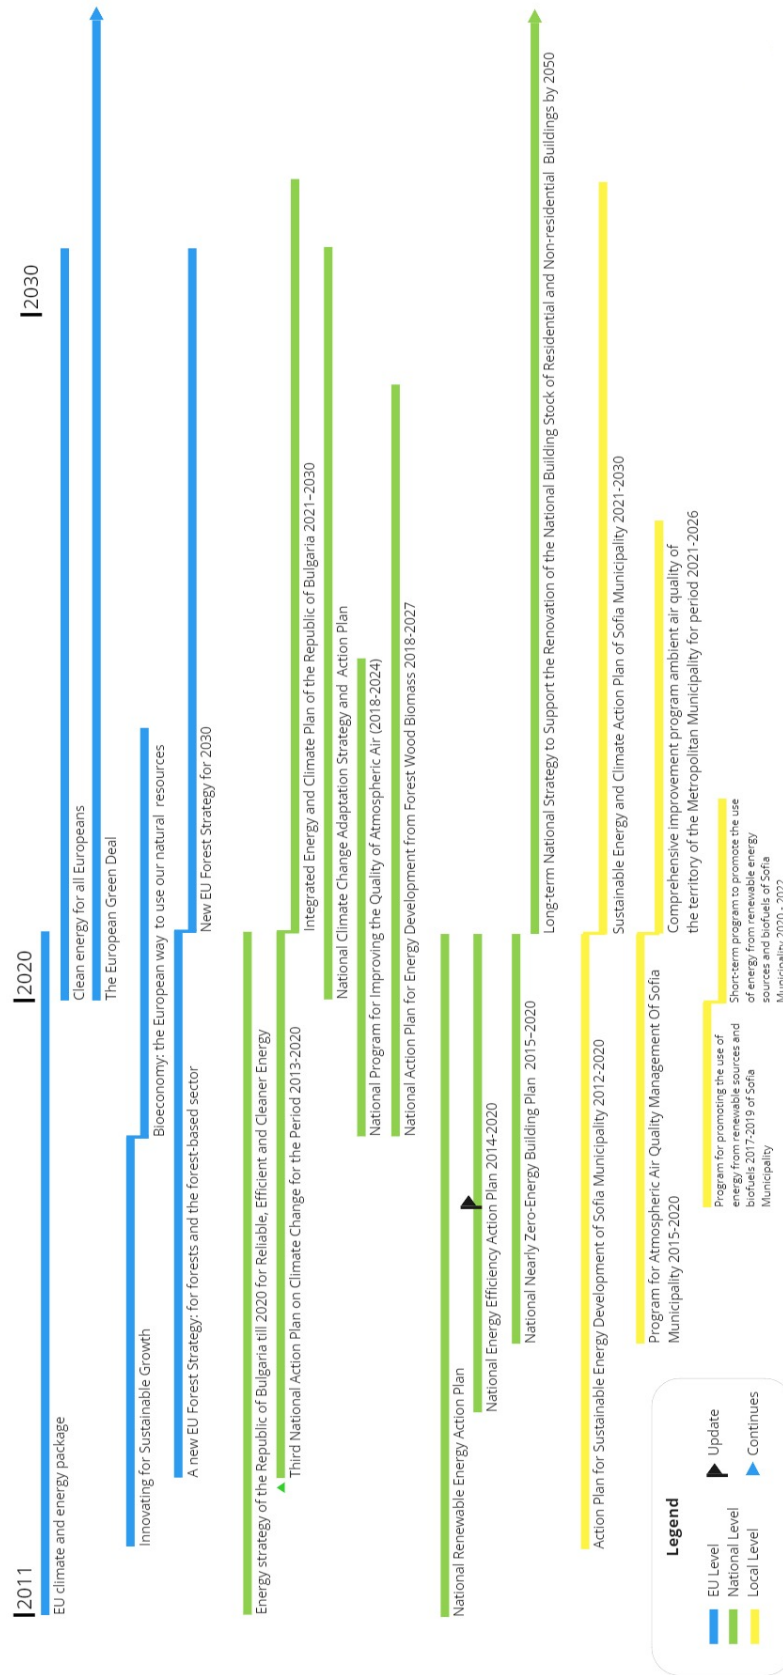 2011
2020
2030
EU climate and energy package
Clean energy for all Europeans
The European Green Deal
Innovating for Sustainable Growth
Bioeconomy: the European way to use our natural resources
A new EU Forest Strategy: for forests and the forest-based sector
New EU Forest Strategy for 2030
Energy strategy of the Republic of Bulgaria till 2020 for Reliable, Efficient and Cleaner Energy
Third National Action Plan on Climate Change for the Period 2013-2020
Integrated Energy and Climate Plan of the Republic of Bulgaria 2021–2030
National Climate Change Adaptation Strategy and Action Plan
National Program for Improving the Quality of Atmospheric Air (2018-2024)
National Action Plan for Energy Development from Forest Wood Biomass 2018-2027
National Renewable Energy Action Plan
National Energy Efficiency Action Plan 2014-2020
National Nearly Zero-Energy Building Plan 2015–2020
Long-term National Strategy to Support the Renovation of the National Building Stock of Residential and Non-residential Buildings by 2050
Action Plan for Sustainable Energy Development of Sofia Municipality 2012-2020
Sustainable Energy and Climate Action Plan of Sofia Municipality 2021-2030
Program for Atmospheric Air Quality Management Of Sofia
Municipality 2015-2020
Comprehensive improvement program ambient air quality of
the territory of the Metropolitan Municipality for period 2021-2026
Program for promoting the use of
energy from renewable sources and
biofuels 2017-2019 of Sofia
Municipality
Short-term program to promote the use
of energy from renewable energy
sources and biofuels of Sofia
Municipality 2020 - 2022
Legend
EU Level
National Level
Local Level
Update
Continues